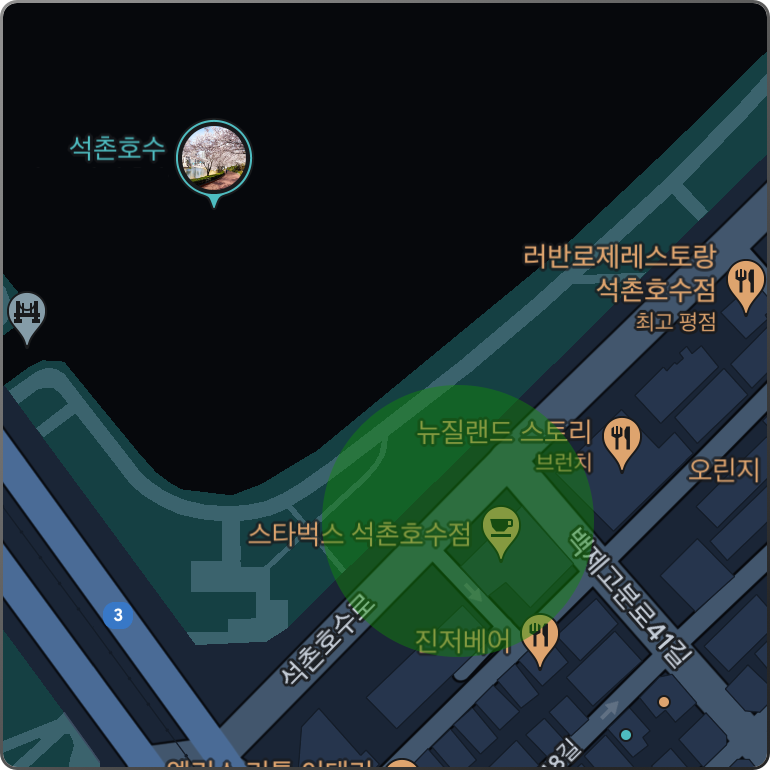 석촌호수
러반로제레스토랑
석촌호수점
최고 평점
뉴질랜드 스토리
브런치
오린지
스타벅스 석촌호수점
백제고분로41길
3
석촌호수로
진저베어
18길